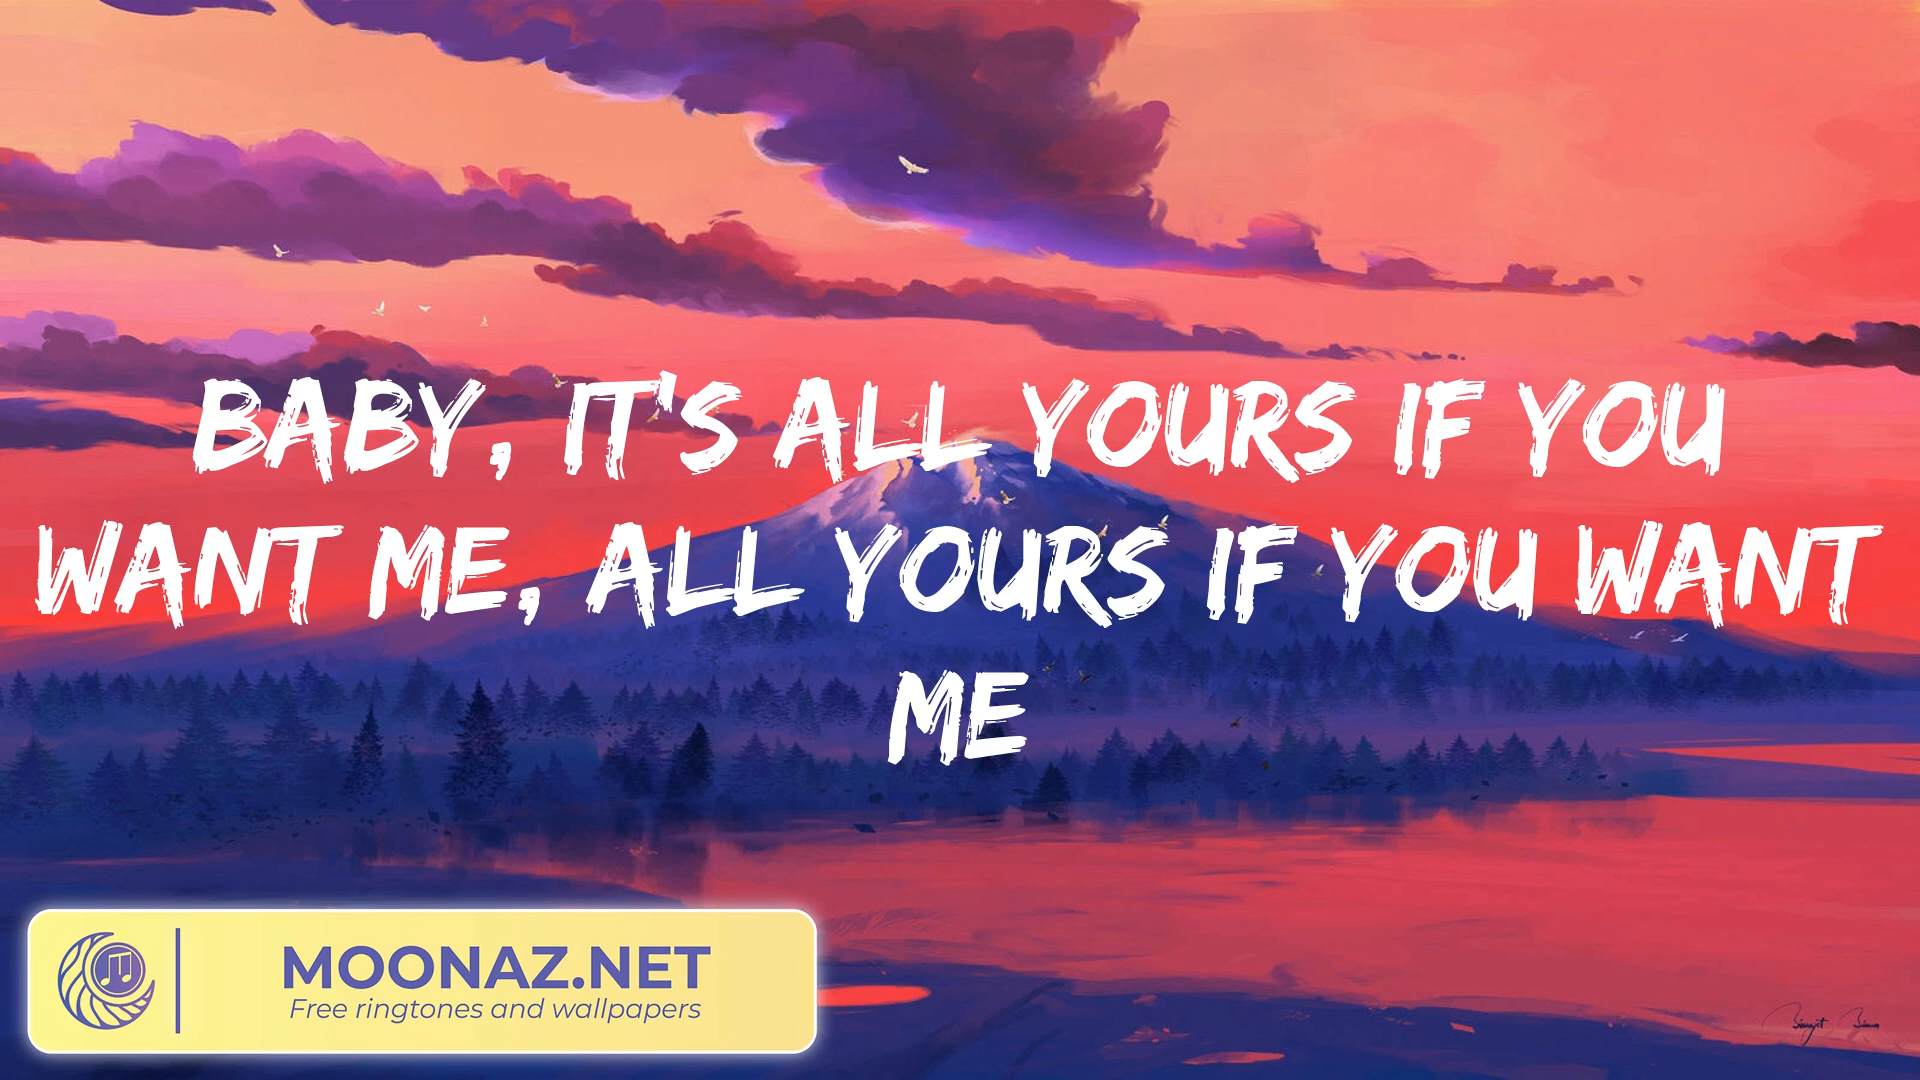 BABY, IT'S ALL YOURS IF YOU
WANT ME, ALL YOURS IF YOU WANT
ME
MOONAZ.NET
Free ringtones and wallpapers